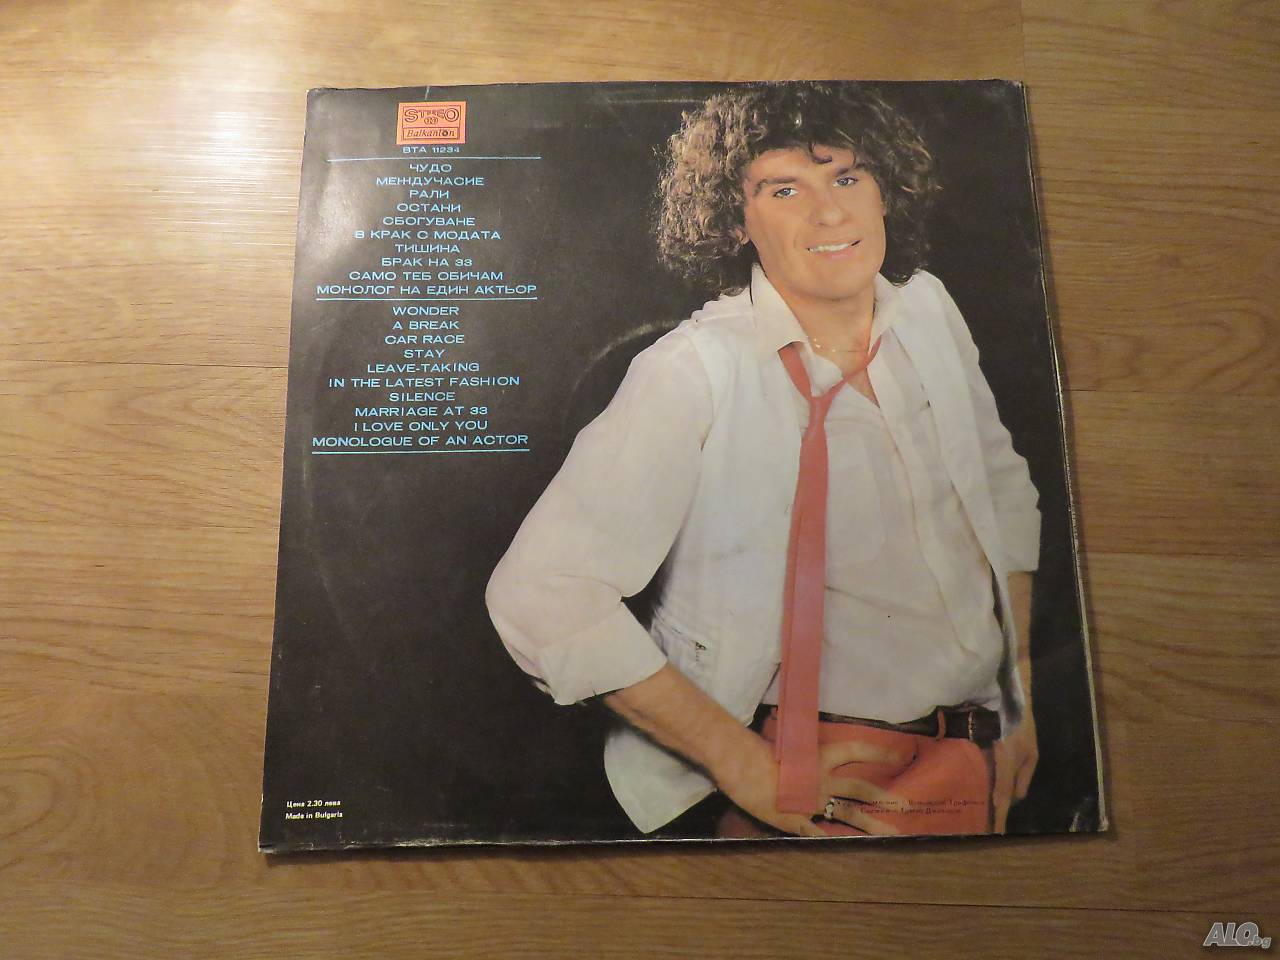 STEREO
Balkanton
ВТА 11234
ЧУДО
МЕНДУЧАСИЕ
РАЛИ
ОСТАНИ
СБОГУВАНЕ
В КРАК С МОДАТА
ТИШИНА
БРАК НА 33
САМО ТЕБ ОБИЧАМ
МОНОЛОГ НА ЕДИН АКТЬОР
WONDER
A BREAK
CAR RACE
STAY
LEAVE-TAKING
IN THE LATEST FASHION
SILENCE
MARRIAGE AT 33
I LOVE ONLY YOU
MONOLOGUE OF AN ACTOR
Цена 2.30 лева
Made in Bulgaria
ALO.bg